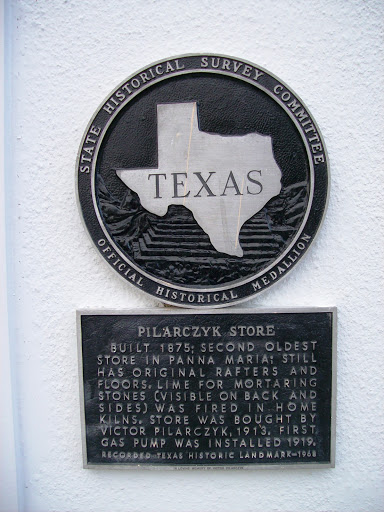 STATE HISTORICAL SURVEY COMMITTEE
TEXAS
OFFICIAL HISTORICAL MEDALLION
PILARCZYK STORE
BUILT 1875; SECOND OLDEST
STORE IN PANNA MARIA; STILL
HAS ORIGINAL RAFTERS AND
FLOORS. LIME FOR MORTARING
STONES (VISIBLE ON BACK AND
SIDES) WAS FIRED IN HOME
KILNS. STORE WAS BOUGHT BY
VICTOR PILARCZYK, 1913. FIRST
GAS PUMP WAS INSTALLED 1919.
RECORDED TEXAS HISTORIC LANDMARK-1968